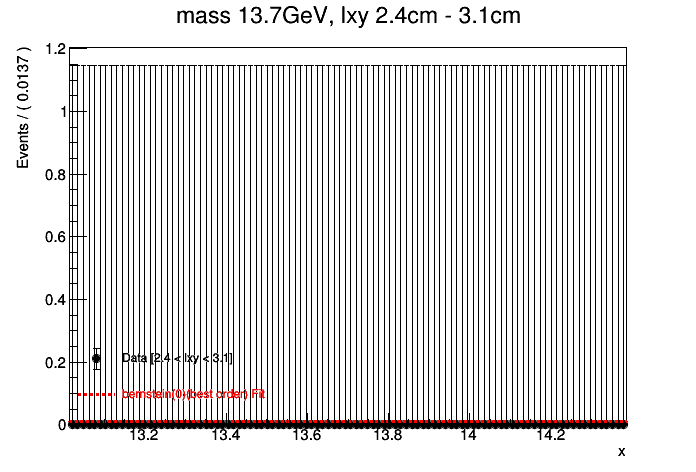 mass 13.7GeV, lxy 2.4cm - 3.1cm
Events / ( 0.0137 )
1.2
1
0.8
0.6
0.4
0.2
0
Data [2.4 < lxy < 3.1]
bernstein(0)(best order) Fit
13.2 13.4 13.6 13.8 14 14.2
x